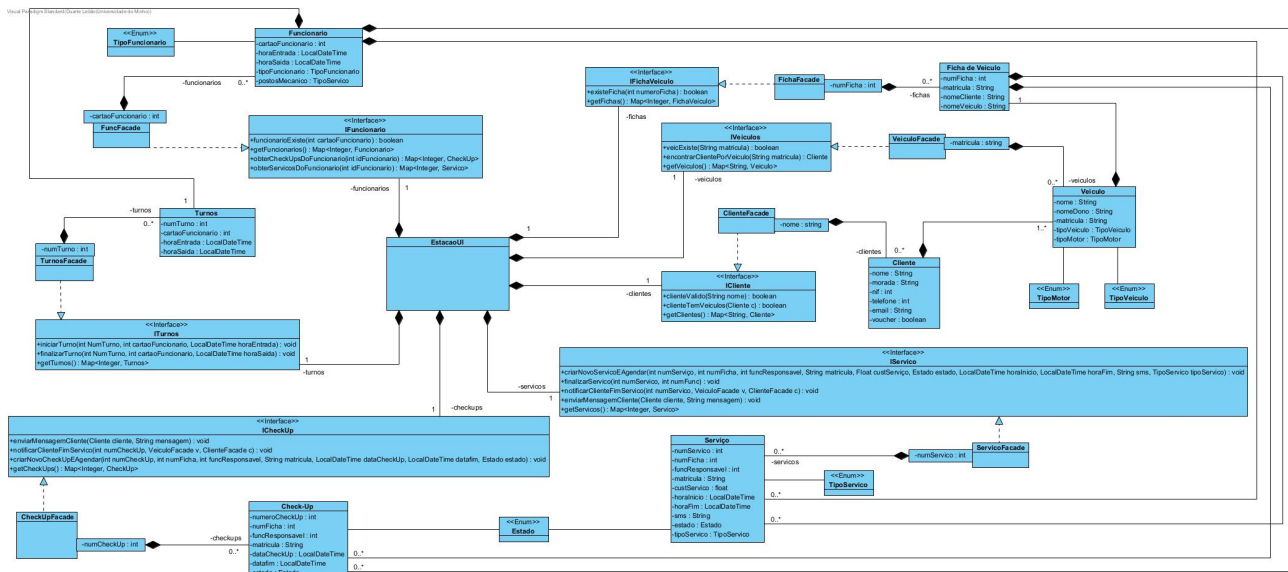 Visual Paradigm Standard(Duarte Leitão(Universidade do Minho))
<<Enum>>
TipoFuncionario
Funcionario
-cartaoFuncionario : int
-horaEntrada : LocalDateTime
-horaSaida : LocalDateTime
-tipoFuncionario : TipoFuncionario
-postosMecanico : TipoServico
-funcionarios
0..*
-cartaoFuncionario : int
FuncFacade
<<Interface>>
IFuncionario
+funcionarioExiste(int cartaoFuncionario) : boolean
+getFuncionarios() : Map<Integer, Funcionario>
+obterCheckUpsDoFuncionario(int idFuncionario) : Map<Integer, CheckUp>
+obterServicosDoFuncionario(int idFuncionario) : Map<Integer, Servico>
-funcionarios
1
<<Interface>>
IFichaVeiculo
+existeFicha(int numeroFicha) : boolean
+getFichas() : Map<Integer, FichaVeiculo>
-fichas
1
FichaFacade
-numFicha : int
0..*
-fichas
Ficha de Veiculo
-numFicha : int
-matricula : String
-nomeCliente : String
-nomeVeiculo : String
1
<<Interface>>
IVeiculos
+veicExiste(String matricula) : boolean
+encontrarClientePorVeiculo(String matricula) : Cliente
+getVeiculos() : Map<String, Veiculo>
1
-veiculos
VeiculoFacade
-matricula : string
0..*
-veiculos
Veículo
-nome : String
-nomeDono : String
-matricula : String
-tipoVeiculo : TipoVeiculo
-tipoMotor : TipoMotor
1..*
<<Enum>>
TipoMotor
<<Enum>>
TipoVeiculo
1
-turnos
0..*
Turnos
-numTurno : int
-cartaoFuncionario : int
-horaEntrada : LocalDateTime
-horaSaida : LocalDateTime
-numTurno : int
TurnosFacade
EstacaoUI
ClienteFacade
-nome : string
-clientes
0..*
Cliente
-nome : String
-morada : String
-nif : int
-telefone : int
-email : String
-voucher : boolean
<<Interface>>
ICliente
+clienteValido(String nome) : boolean
+clienteTemVeiculos(Cliente c) : boolean
+getClientes() : Map<String, Cliente>
1
-clientes
<<Interface>>
ITurnos
+iniciarTurno(int NumTurno, int cartaoFuncionario, LocalDateTime horaEntrada) : void
+finalizarTurno(int NumTurno, int cartaoFuncionario, LocalDateTime horaSaida) : void
+getTurnos() : Map<Integer, Turnos>
1
-turnos
<<Interface>>
IServico
+criarNovoServicoEAgendar(int numServiço, int numFicha, int funcResponsavel, String matricula, Float custServiço, Estado estado, LocalDateTime horaInicio, LocalDateTime horaFim, String sms, TipoServico tipoServico) : void
+finalizarServico(int numServico, int numFunc) : void
+notificarClienteFimServico(int numServico, VeiculoFacade v, ClienteFacade c) : void
+enviarMensagemCliente(Cliente cliente, String mensagem) : void
+getServicos() : Map<Integer, Servico>
-servicos
1
1
-checkups
<<Interface>>
ICheckUp
+enviarMensagemCliente(Cliente cliente, String mensagem) : void
+notificarClienteFimServico(int numCheckUp, VeiculoFacade v, ClienteFacade c) : void
+criarNovoCheckUpEAgendar(int numCheckUp, int numFicha, int funcResponsavel, String matricula, LocalDateTime dataCheckUp, LocalDateTime datafim, Estado estado) : void
+getCheckUps() : Map<Integer, CheckUp>
Serviço
-numServico : int
-numFicha : int
-funcResponsavel : int
-matricula : String
-custServico : float
-horaInicio : LocalDateTime
-horaFim : LocalDateTime
-sms : String
-estado : Estado
-tipoServico : TipoServico
0..*
-servicos
-numServico : int
ServicoFacade
<<Enum>>
TipoServico
0..*
0..*
CheckUpFacade
-numCheckUp : int
-checkups
0..*
Check-Up
-numeroCheckUp : int
-numFicha : int
-funcResponsavel : int
-matricula : String
-dataCheckUp : LocalDateTime
-datafim : LocalDateTime
<<Enum>>
Estado
0..*
0..*